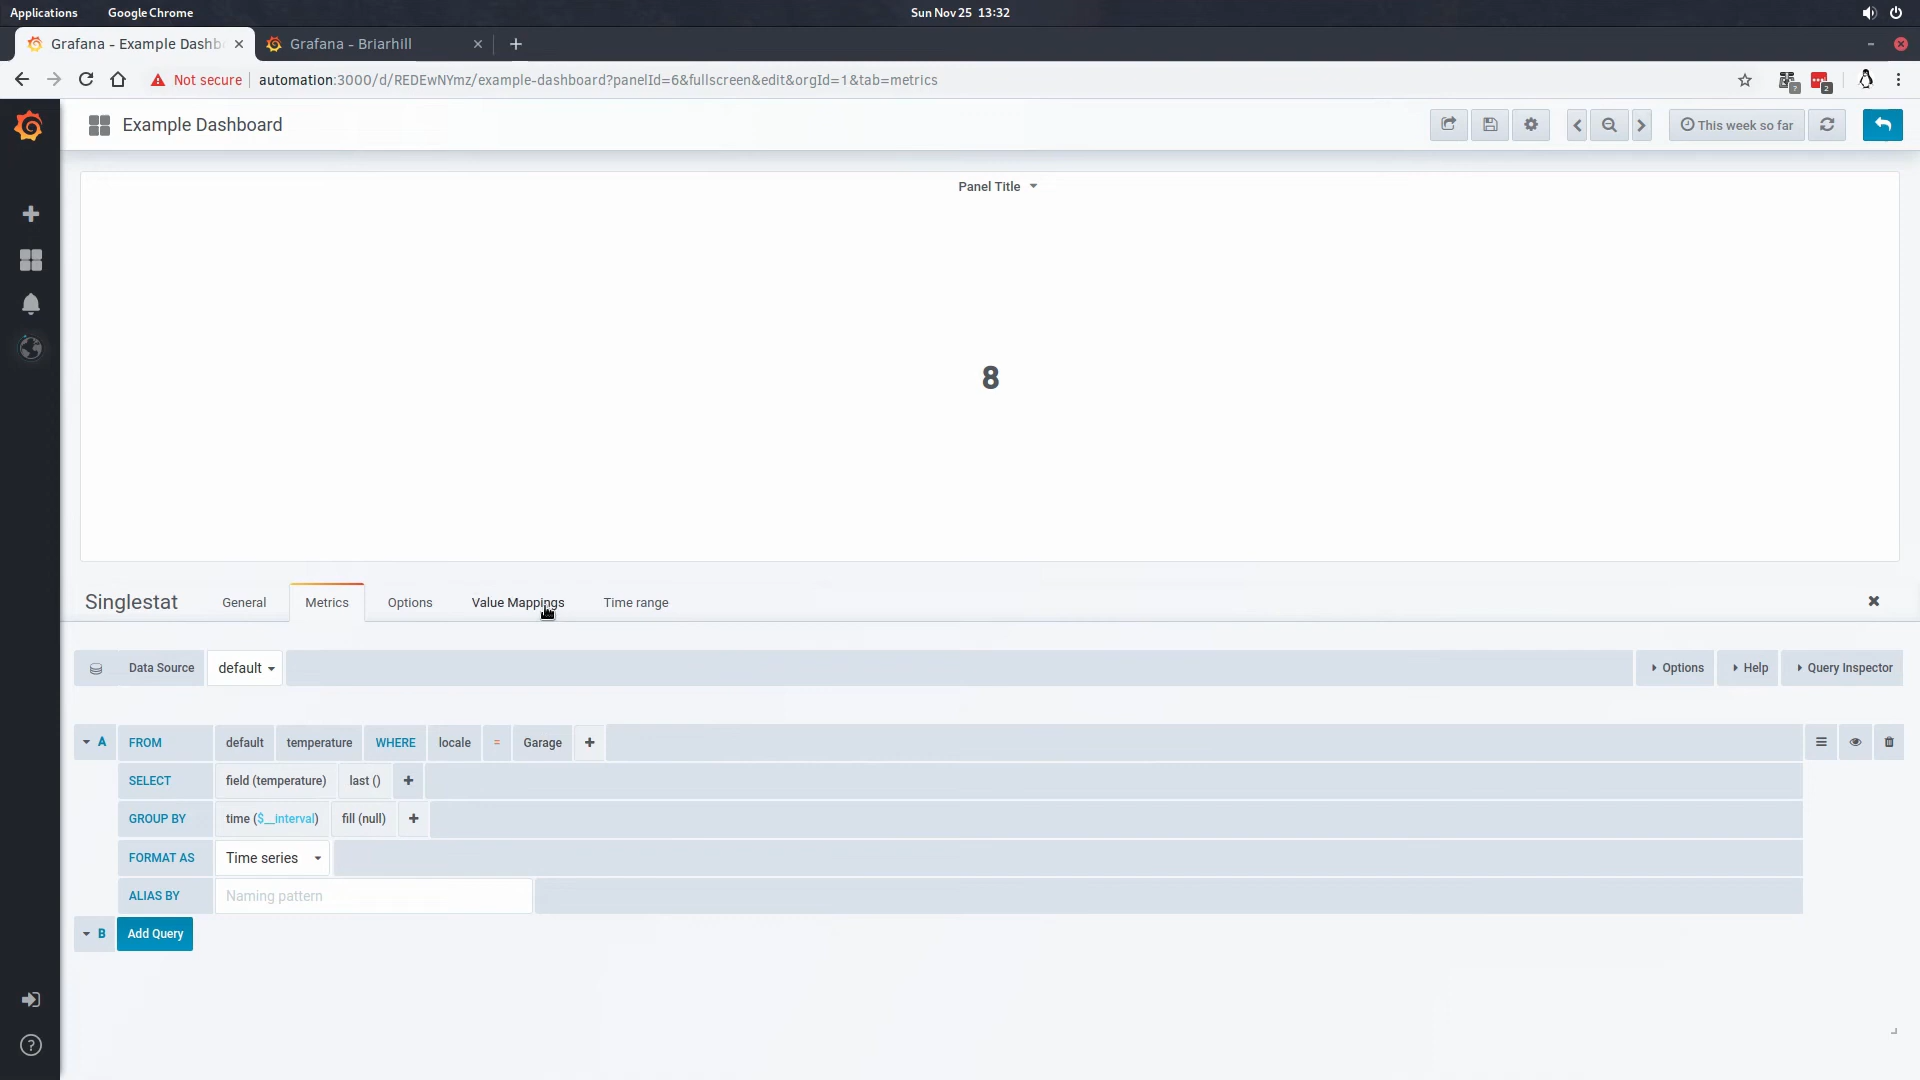 Applications Google Chrome Sun Nov 25 13:32
Grafana - Example Dashb Grafana - Briarhill
Not secure automation:3000/d/REDEwNYmz/example-dashboard?panelId=6&fullscreen&edit&orgId=1&tab=metrics ? 2
Example Dashboard This week so far
Panel Title
8
Singlestat General Metrics Options Value Mappings Time range
Data Source default Options Help Query Inspector
A FROM default temperature WHERE locale = Garage
SELECT field (temperature) last ()
GROUP BY time ($__interval) fill (null)
FORMAT AS Time series
ALIAS BY Naming pattern
B Add Query